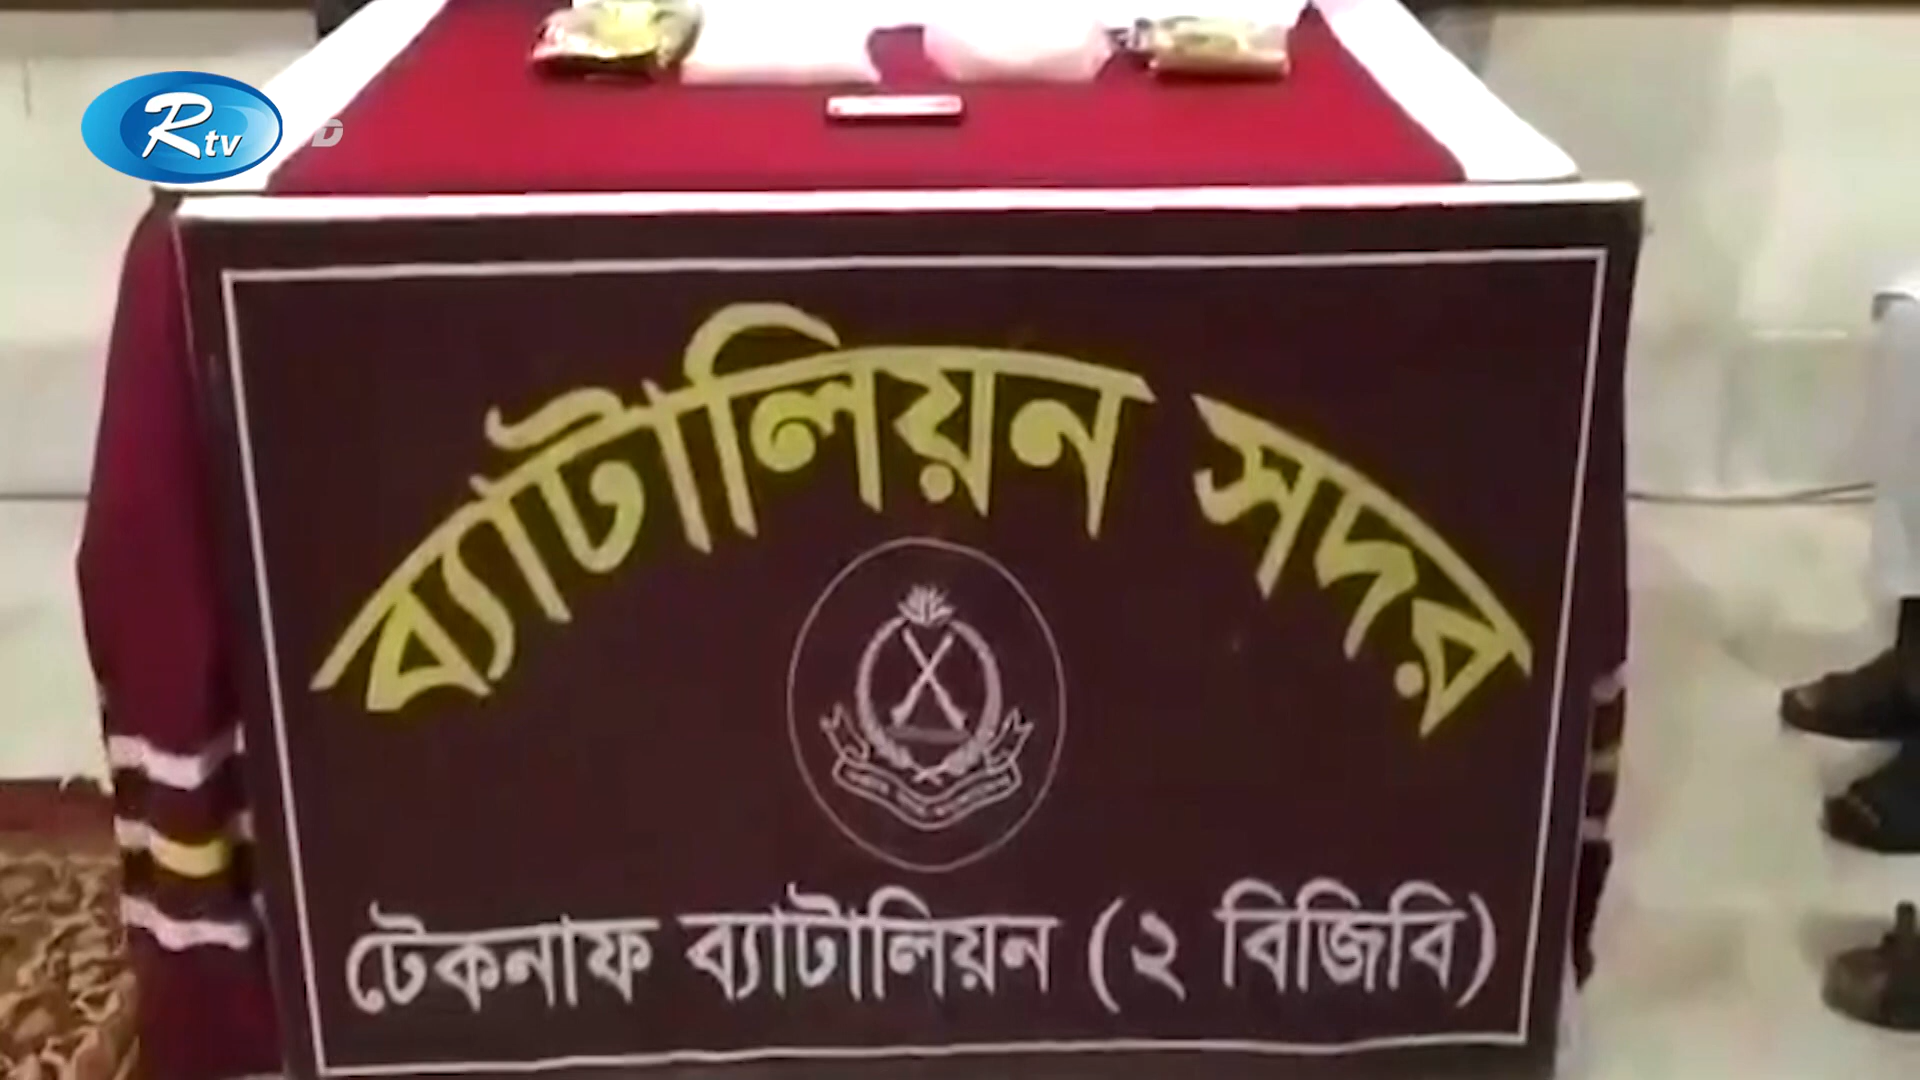 Rtv
ব্যাটালিয়ন সদর
টেকনাফ ব্যাটালিয়ন (২ বিজিবি)